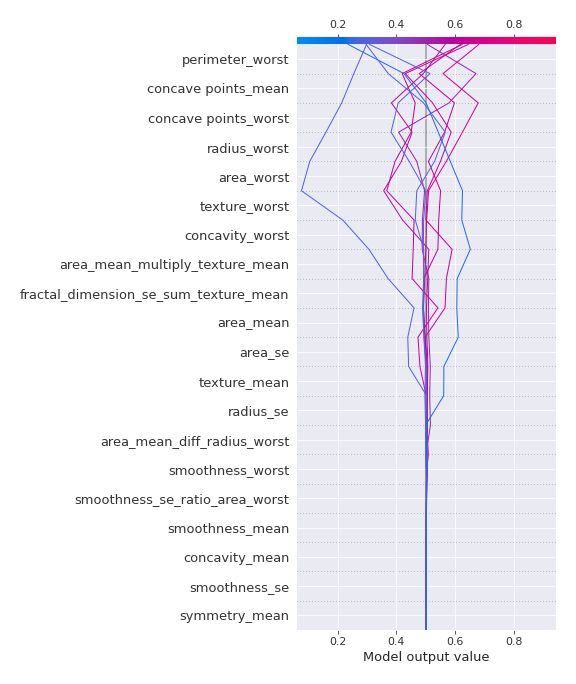 0.2 0.4 0.6 0.8
perimeter_worst
concave points_mean
concave points_worst
radius_worst
area_worst
texture_worst
concavity_worst
area_mean_multiply_texture_mean
fractal_dimension_se_sum_texture_mean
area_mean
area_se
texture_mean
radius_se
area_mean_diff_radius_worst
smoothness_worst
smoothness_se_ratio_area_worst
smoothness_mean
concavity_mean
smoothness_se
symmetry_mean
0.2 0.4 0.6 0.8
Model output value